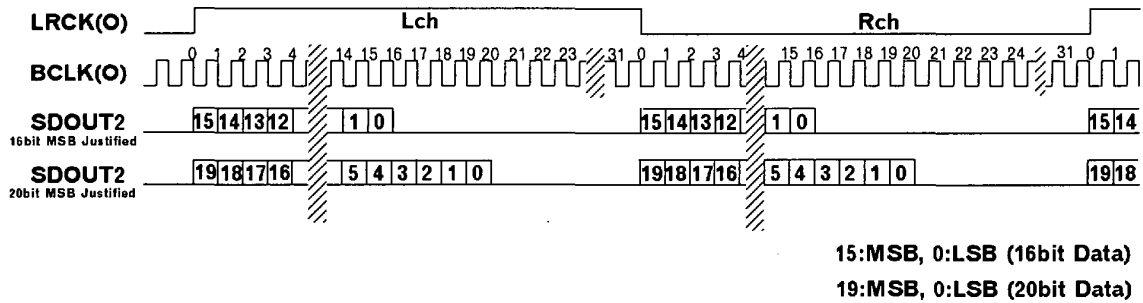 LRCK(O) Lch Rch
0 1 2 3 4 14 15 16 17 18 19 20 21 22 23 31 0 1 2 3 4 15 16 17 18 19 20 21 22 23 24 31 0 1
BCLK(O)
SDOUT2 15 14 13 12 1 0 15 14 13 12 1 0 15 14
16bit MSB Justified
SDOUT2 19 18 17 16 5 4 3 2 1 0 19 18 17 16 5 4 3 2 1 0 19 18
20bit MSB Justified
15:MSB, 0:LSB (16bit Data)
19:MSB, 0:LSB (20bit Data)